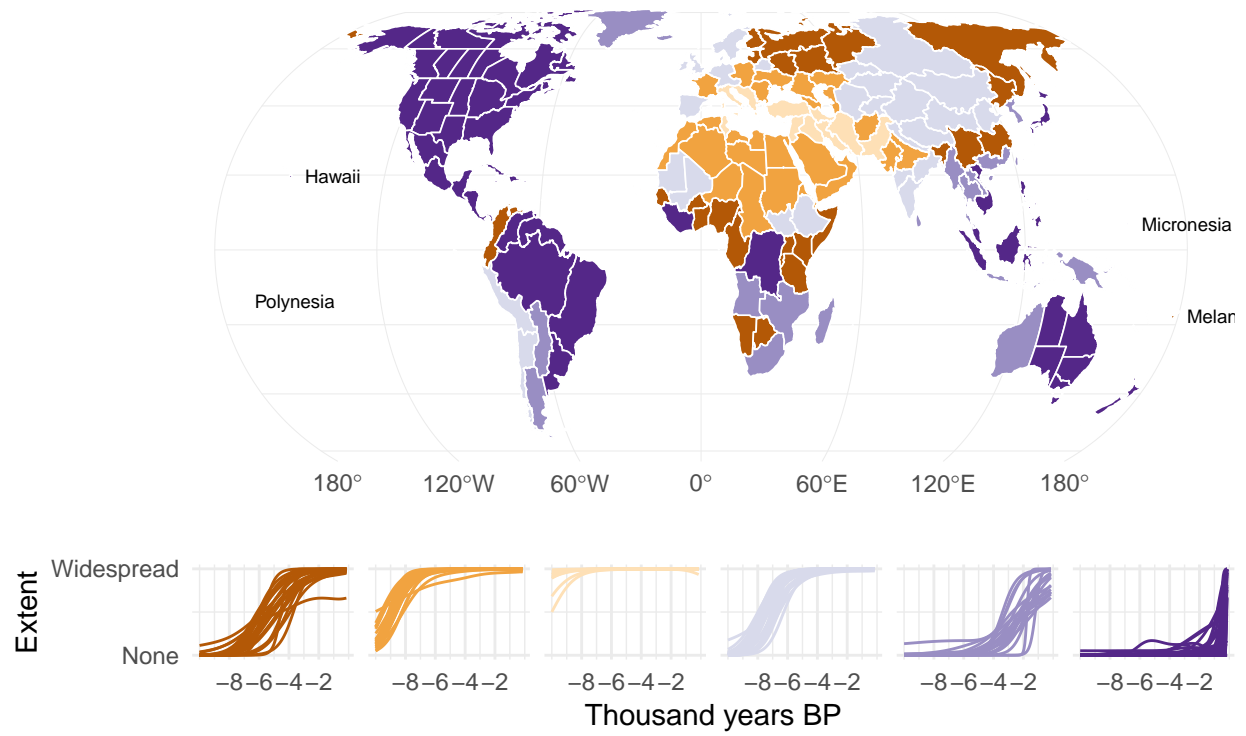 Hawaii
Micronesia
Polynesia
Melan
180° 120°W 60°W 0° 60°E 120°E 180°
Extent
Widespread
None
−8−6−4−2 −8−6−4−2 −8−6−4−2 −8−6−4−2 −8−6−4−2 −8−6−4−2
Thousand years BP